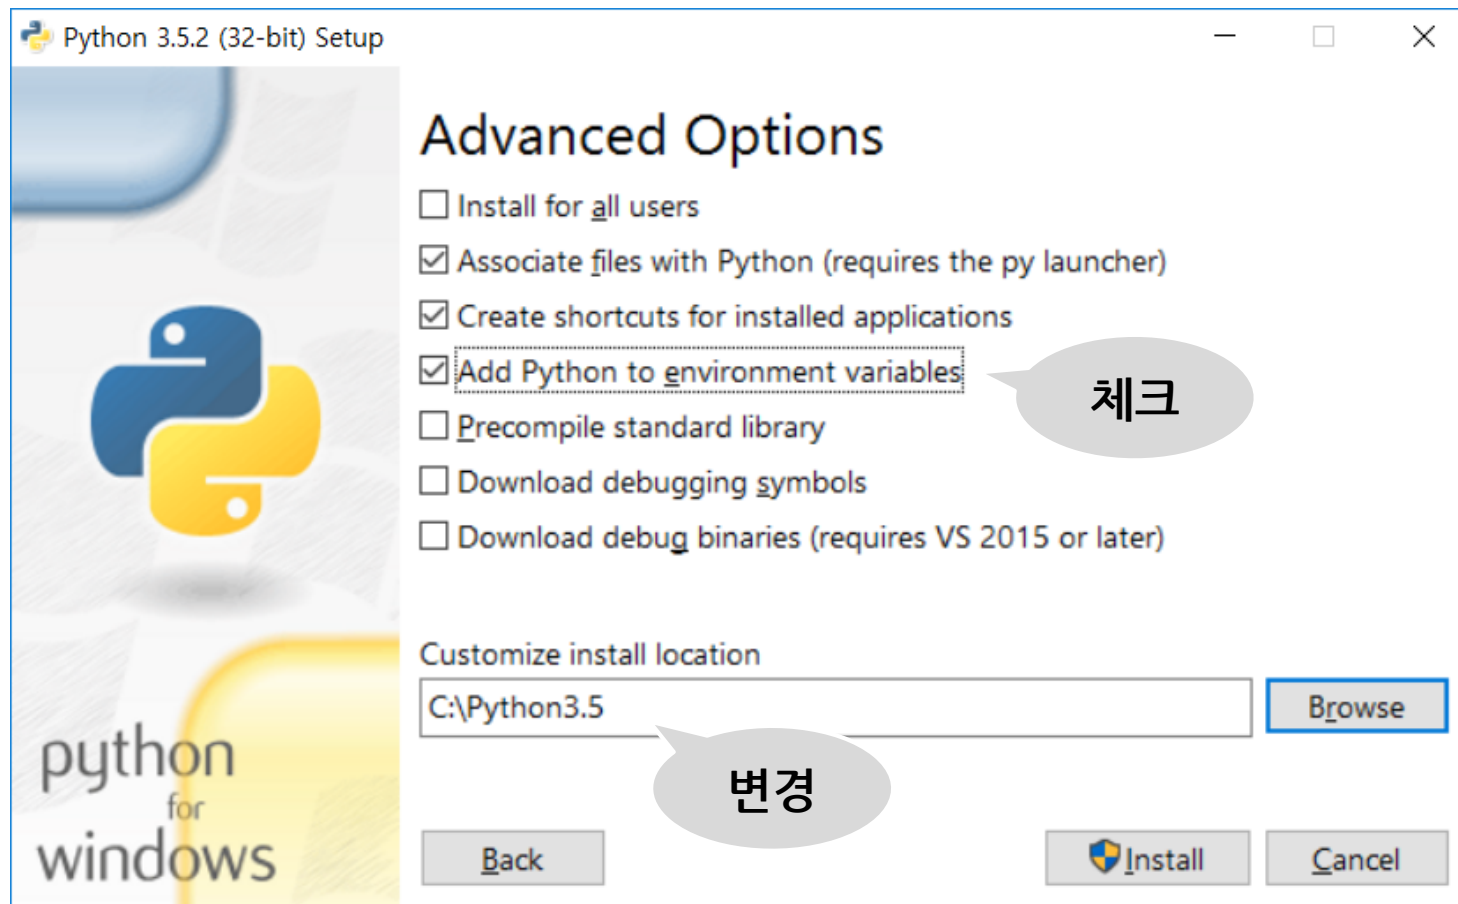 Python 3.5.2 (32-bit) Setup
Advanced Options
Install for all users
Associate files with Python (requires the py launcher)
Create shortcuts for installed applications
Add Python to environment variables
체크
Precompile standard library
Download debugging symbols
Download debug binaries (requires VS 2015 or later)
Customize install location
C:\Python3.5
Browse
변경
python
for
windows
Back
Install
Cancel